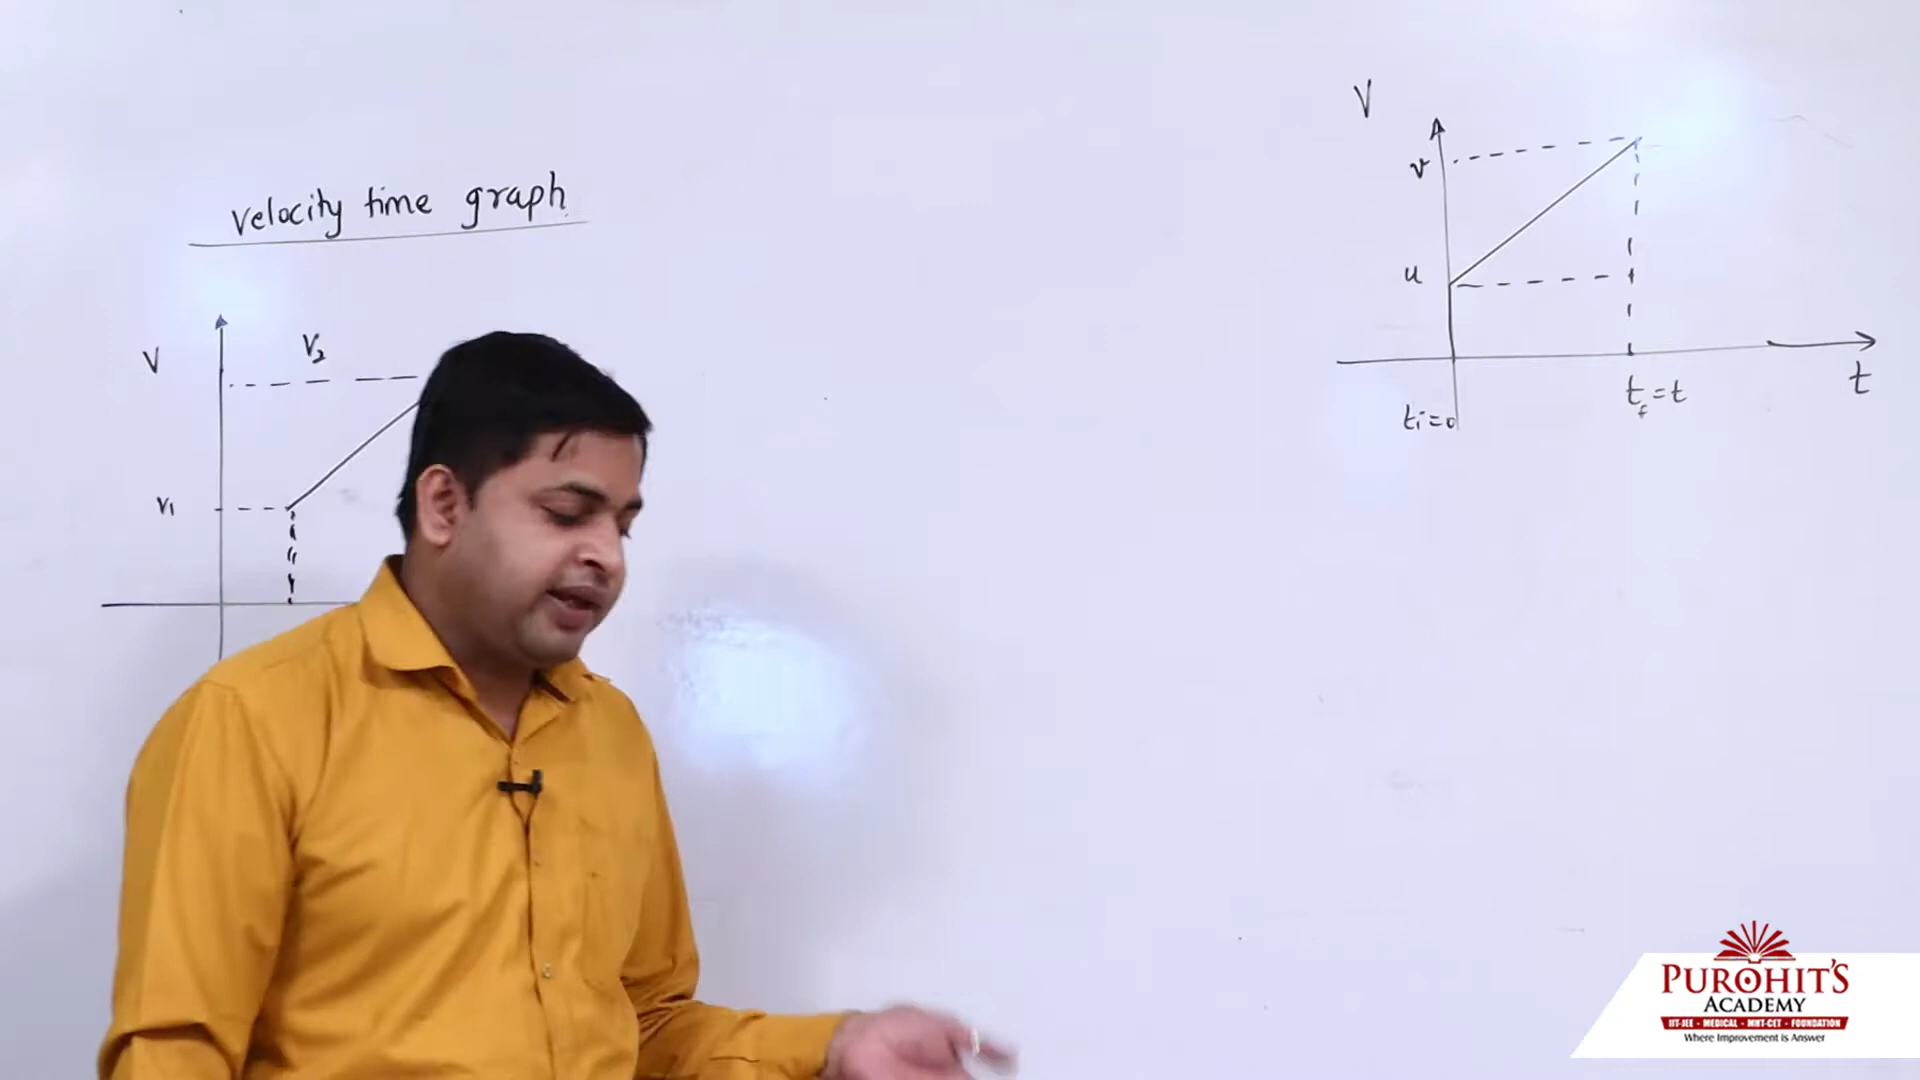 Velocity time graph
V
V2
V1
V
v
u
ti=0
tf=t
t
PUROHIT'S
ACADEMY
IIT-JEE • MEDICAL • MHT-CET • FOUNDATION
Where Improvement is Answer